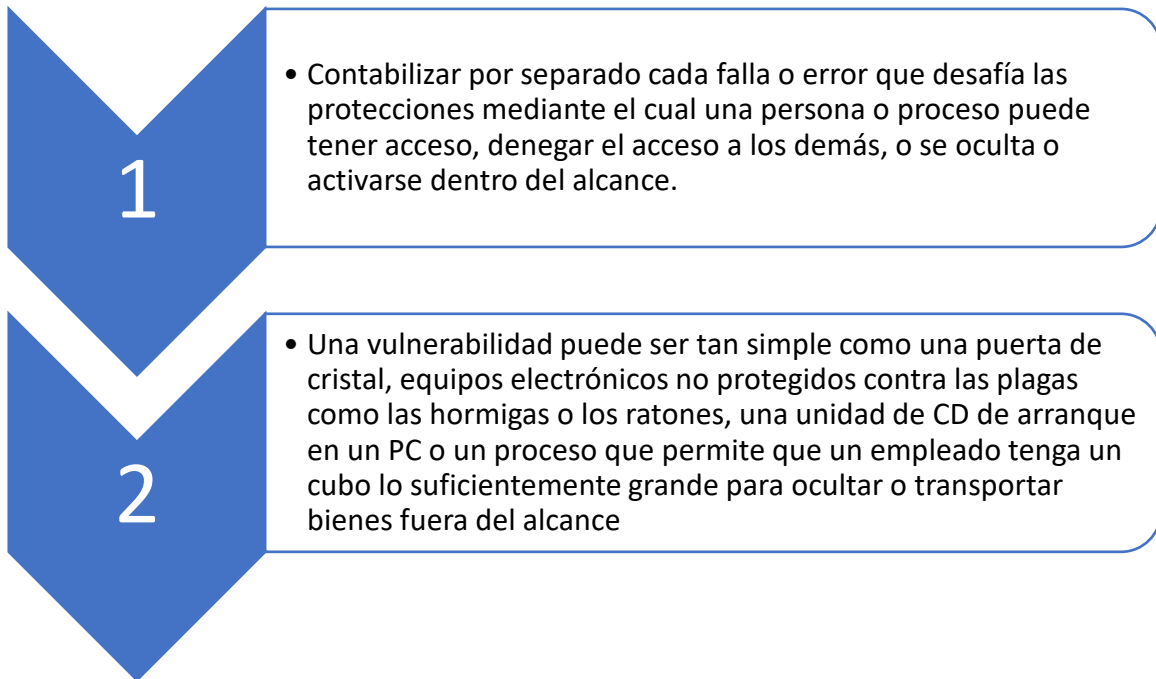 1
• Contabilizar por separado cada falla o error que desafía las
protecciones mediante el cual una persona o proceso puede
tener acceso, denegar el acceso a los demás, o se oculta o
activarse dentro del alcance.
2
• Una vulnerabilidad puede ser tan simple como una puerta de
cristal, equipos electrónicos no protegidos contra las plagas
como las hormigas o los ratones, una unidad de CD de arranque
en un PC o un proceso que permite que un empleado tenga un
cubo lo suficientemente grande para ocultar o transportar
bienes fuera del alcance